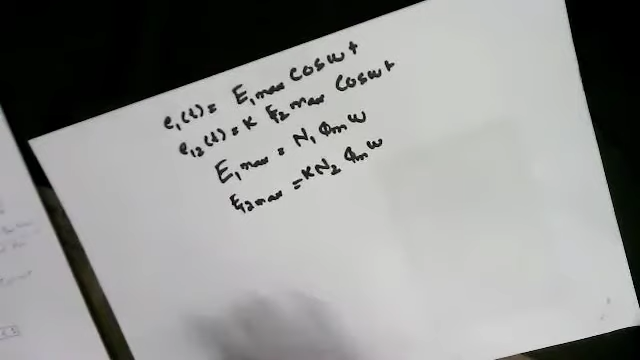 e₁(t) = E₁max Cosωt
e₁₂(t) = K E₂max Cosωt
E₁max = N₁ Φm ω
E₁₂max = KN₂ Φm ω